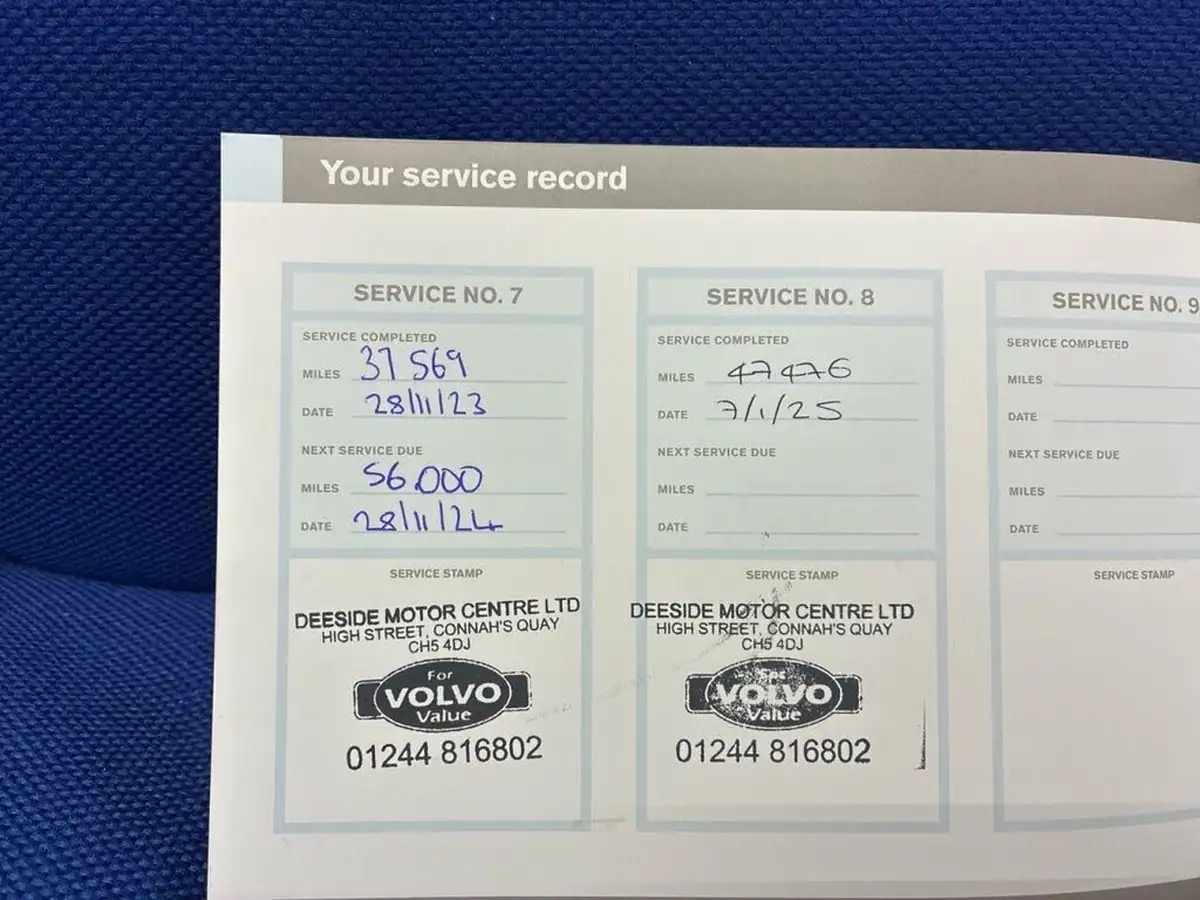 Your service record
SERVICE NO. 7
SERVICE COMPLETED
MILES 37569
DATE 28/11/23
NEXT SERVICE DUE
MILES 56.000
DATE 28/11/24
SERVICE STAMP
DEESIDE MOTOR CENTRE LTD
HIGH STREET, CONNAH'S QUAY
CH5 4DJ
For
VOLVO
Value
01244 816802
SERVICE NO. 8
SERVICE COMPLETED
MILES 47476
DATE 7/1/25
NEXT SERVICE DUE
MILES
DATE
SERVICE STAMP
DEESIDE MOTOR CENTRE LTD
HIGH STREET, CONNAH'S QUAY
CH5 4DJ
For
VOLVO
Value
01244 816802
SERVICE NO. 9
SERVICE COMPLETED
MILES
DATE
NEXT SERVICE DUE
MILES
DATE
SERVICE STAMP